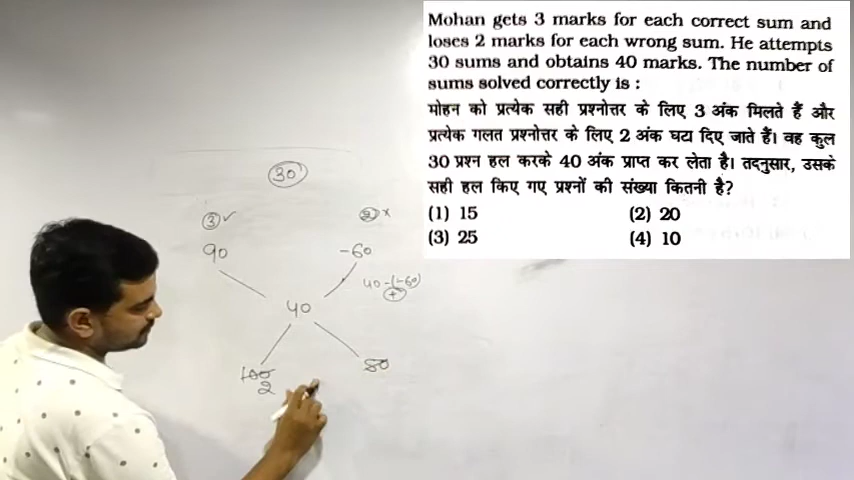 Mohan gets 3 marks for each correct sum and
loses 2 marks for each wrong sum. He attempts
30 sums and obtains 40 marks. The number of
sums solved correctly is :
मोहन को प्रत्येक सही प्रश्नोत्तर के लिए 3 अंक मिलते हैं और
प्रत्येक गलत प्रश्नोत्तर के लिए 2 अंक घटा दिए जाते हैं। वह कुल
30 प्रश्न हल करके 40 अंक प्राप्त कर लेता है। तदनुसार, उसके
सही हल किए गए प्रश्नों की संख्या कितनी है?
(1) 15 (2) 20
(3) 25 (4) 10
30
3 ✓ 2 ×
90 -60
40-(-60)
+
40
100 50
2